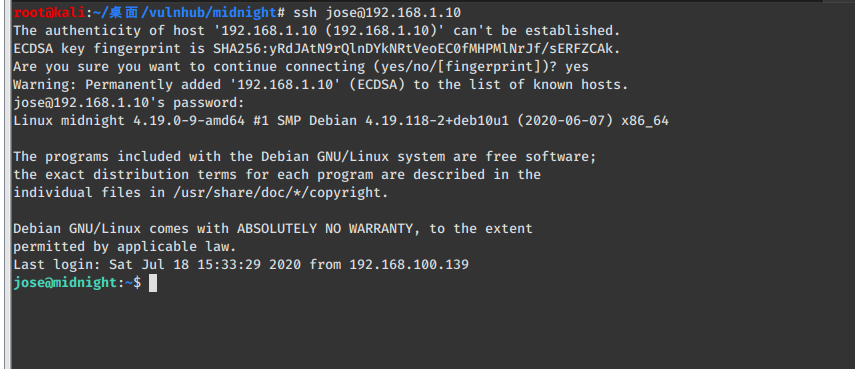 root@kali:~/桌面/vulnhub/midnight# ssh jose@192.168.1.10
The authenticity of host '192.168.1.10 (192.168.1.10)' can't be established.
ECDSA key fingerprint is SHA256:yRdJAtN9rQlnDYkNRtVeoEC0fMHPMlNrJf/sERFZCAk.
Are you sure you want to continue connecting (yes/no/[fingerprint])? yes
Warning: Permanently added '192.168.1.10' (ECDSA) to the list of known hosts.
jose@192.168.1.10's password:
Linux midnight 4.19.0-9-amd64 #1 SMP Debian 4.19.118-2+deb10u1 (2020-06-07) x86_64
The programs included with the Debian GNU/Linux system are free software;
the exact distribution terms for each program are described in the
individual files in /usr/share/doc/*/copyright.
Debian GNU/Linux comes with ABSOLUTELY NO WARRANTY, to the extent
permitted by applicable law.
Last login: Sat Jul 18 15:33:29 2020 from 192.168.100.139
jose@midnight:~$